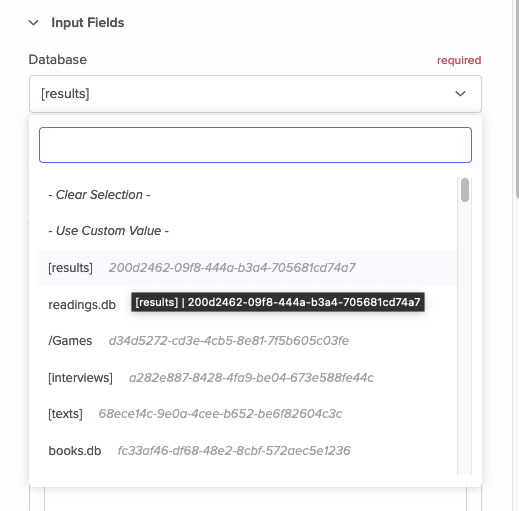 Input Fields
Database required
[results]
- Clear Selection -
- Use Custom Value -
[results] 200d2462-09f8-444a-b3a4-705681cd74a7
readings.db [results] | 200d2462-09f8-444a-b3a4-705681cd74a7
/Games d34d5272-cd3e-4cb5-8e81-7f5b605c03fe
[interviews] a282e887-8428-4fa9-be04-673e588fe44c
[texts] 68ece14c-9e0a-4cee-b652-be6f82604c3c
books.db fc33af46-df68-48e2-8cbf-572aec5e1236